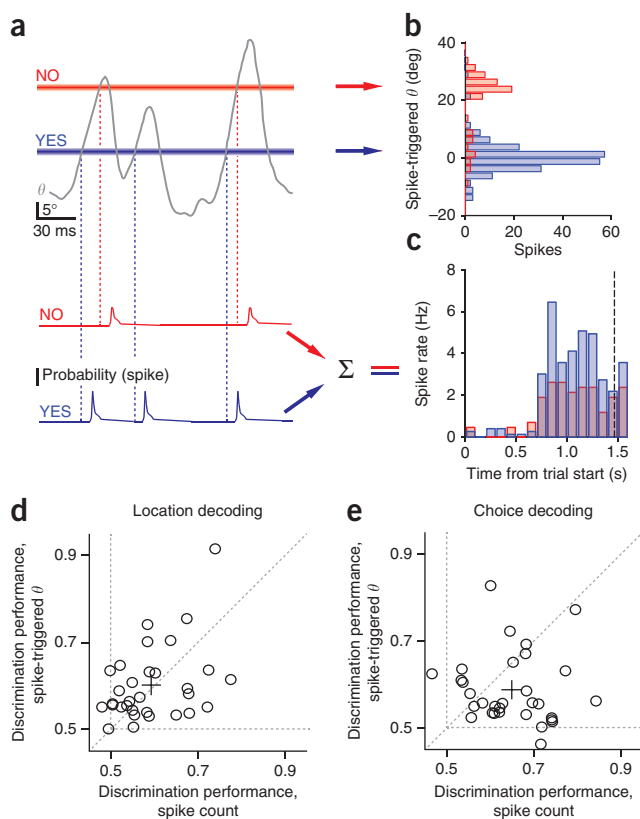 a
NO
YES
θ
5°
30 ms
NO
Probability (spike)
YES
Σ
b
Spike-triggered θ (deg)
40
20
0
–20
0 20 40 60
Spikes
c
Spike rate (Hz)
8
6
4
2
0
0 0.5 1.0 1.5
Time from trial start (s)
d
Location decoding
Discrimination performance,
spike-triggered θ
0.9
0.7
0.5
0.5 0.7 0.9
Discrimination performance,
spike count
e
Choice decoding
Discrimination performance,
spike-triggered θ
0.9
0.7
0.5
0.5 0.7 0.9
Discrimination performance,
spike count